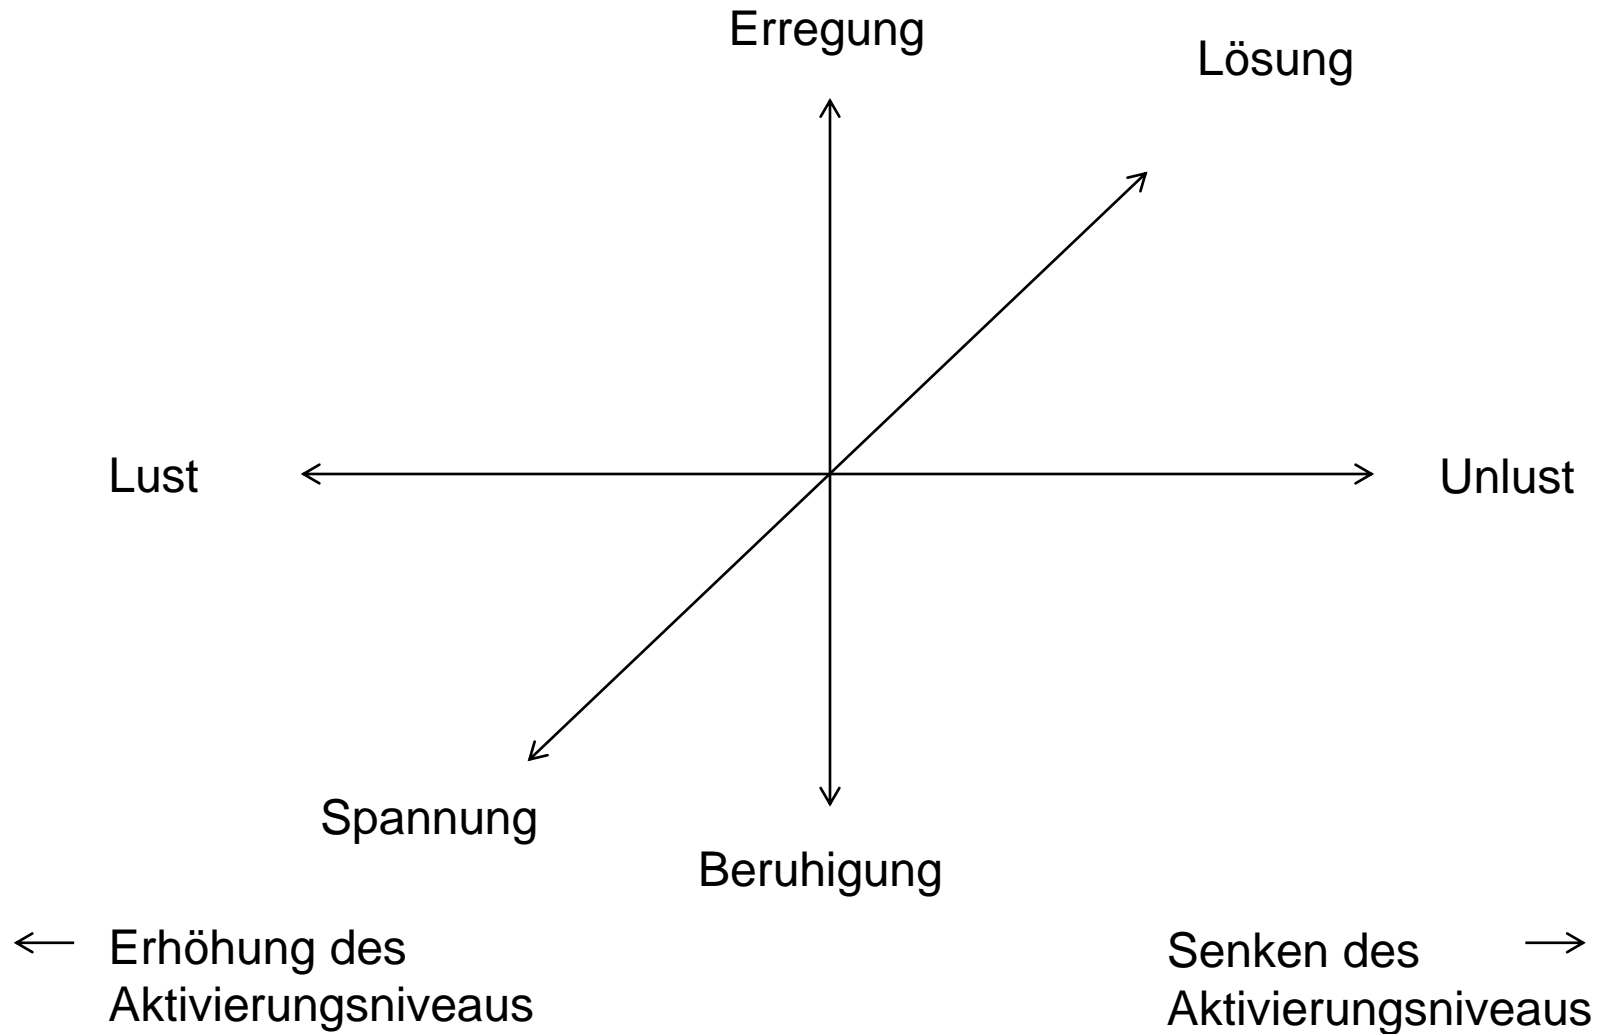 Erregung
Lösung
Lust
Unlust
Spannung
Beruhigung
Erhöhung des
Aktivierungsniveaus
Senken des
Aktivierungsniveaus